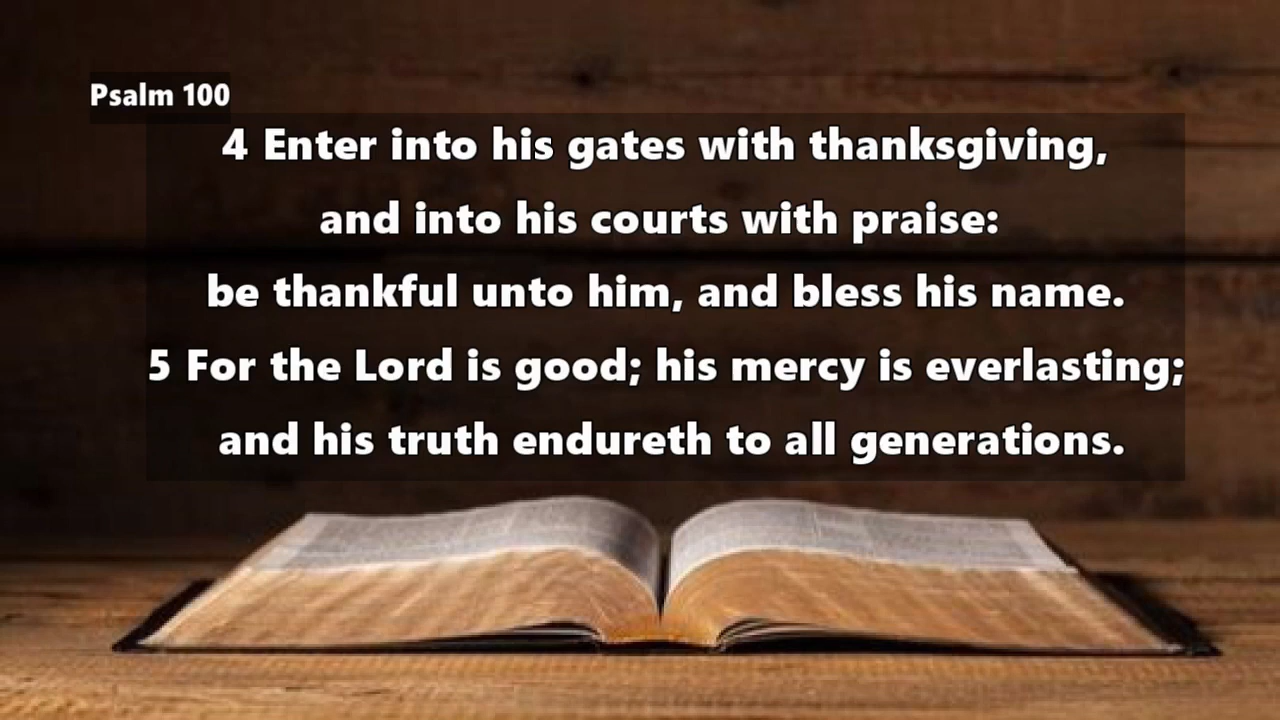 Psalm 100
4 Enter into his gates with thanksgiving,
and into his courts with praise:
be thankful unto him, and bless his name.
5 For the Lord is good; his mercy is everlasting;
and his truth endureth to all generations.